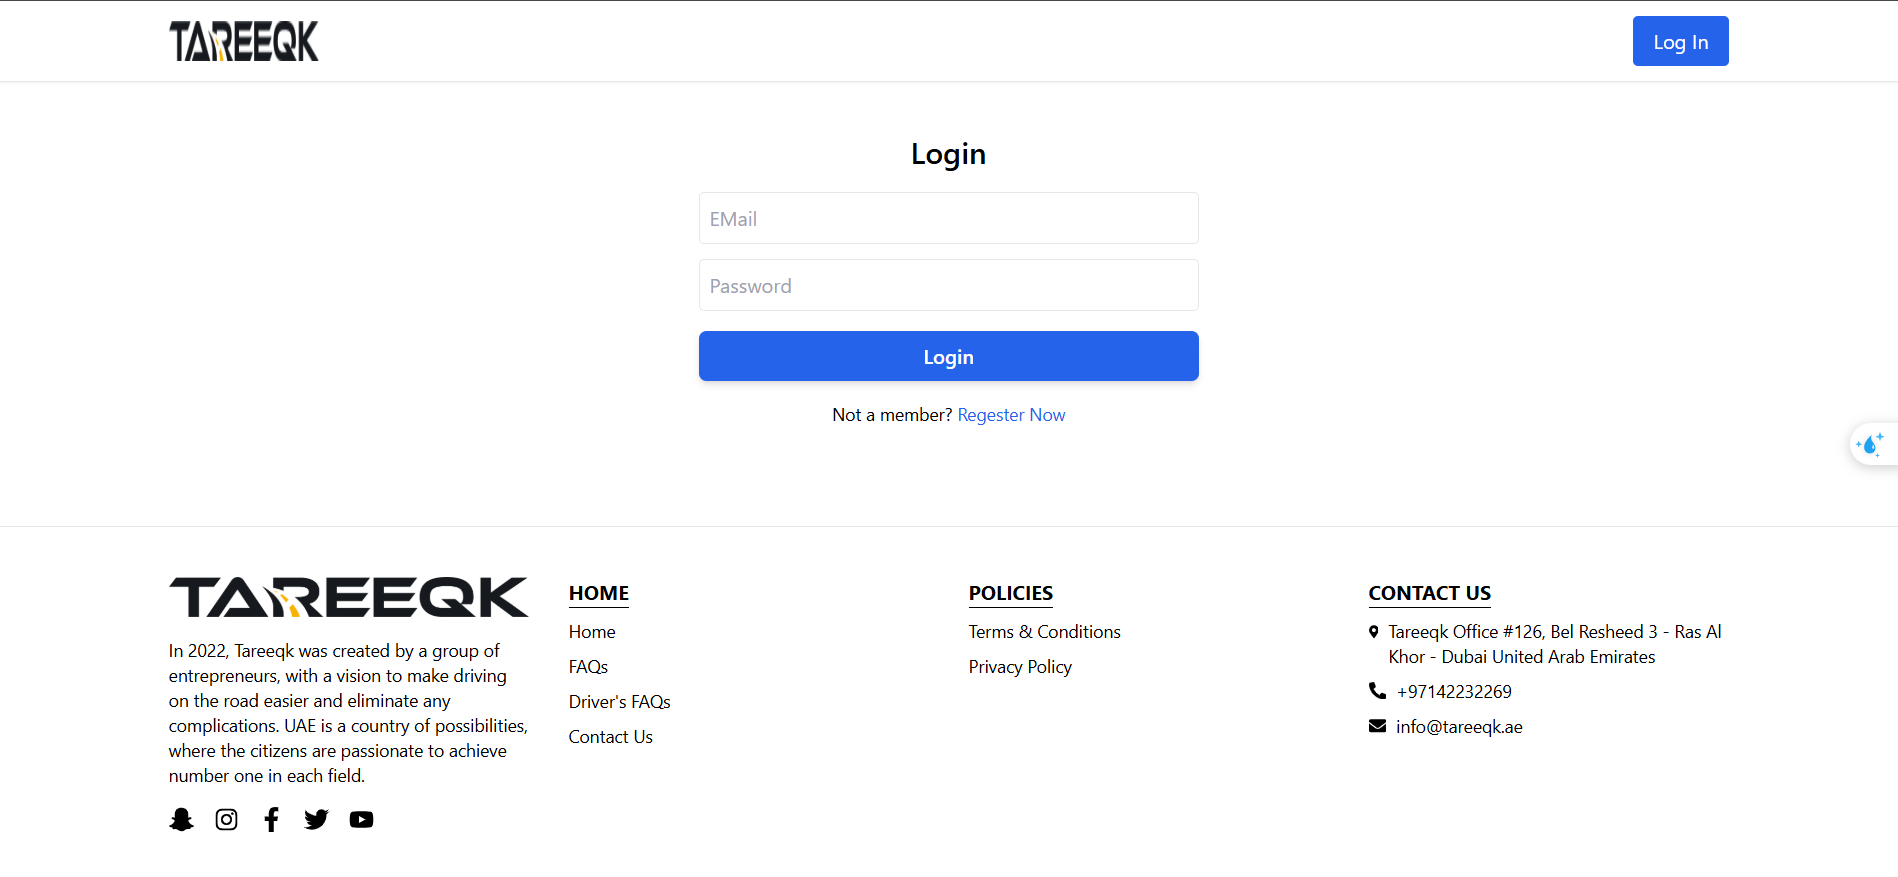 TAREEQK
Log In
Login
EMail
Password
Login
Not a member? Regester Now
TAREEQK
In 2022, Tareeqk was created by a group of
entrepreneurs, with a vision to make driving
on the road easier and eliminate any
complications. UAE is a country of possibilities,
where the citizens are passionate to achieve
number one in each field.
HOME
Home
FAQs
Driver's FAQs
Contact Us
POLICIES
Terms & Conditions
Privacy Policy
CONTACT US
Tareeqk Office #126, Bel Resheed 3 - Ras Al
Khor - Dubai United Arab Emirates
+97142232269
info@tareeqk.ae